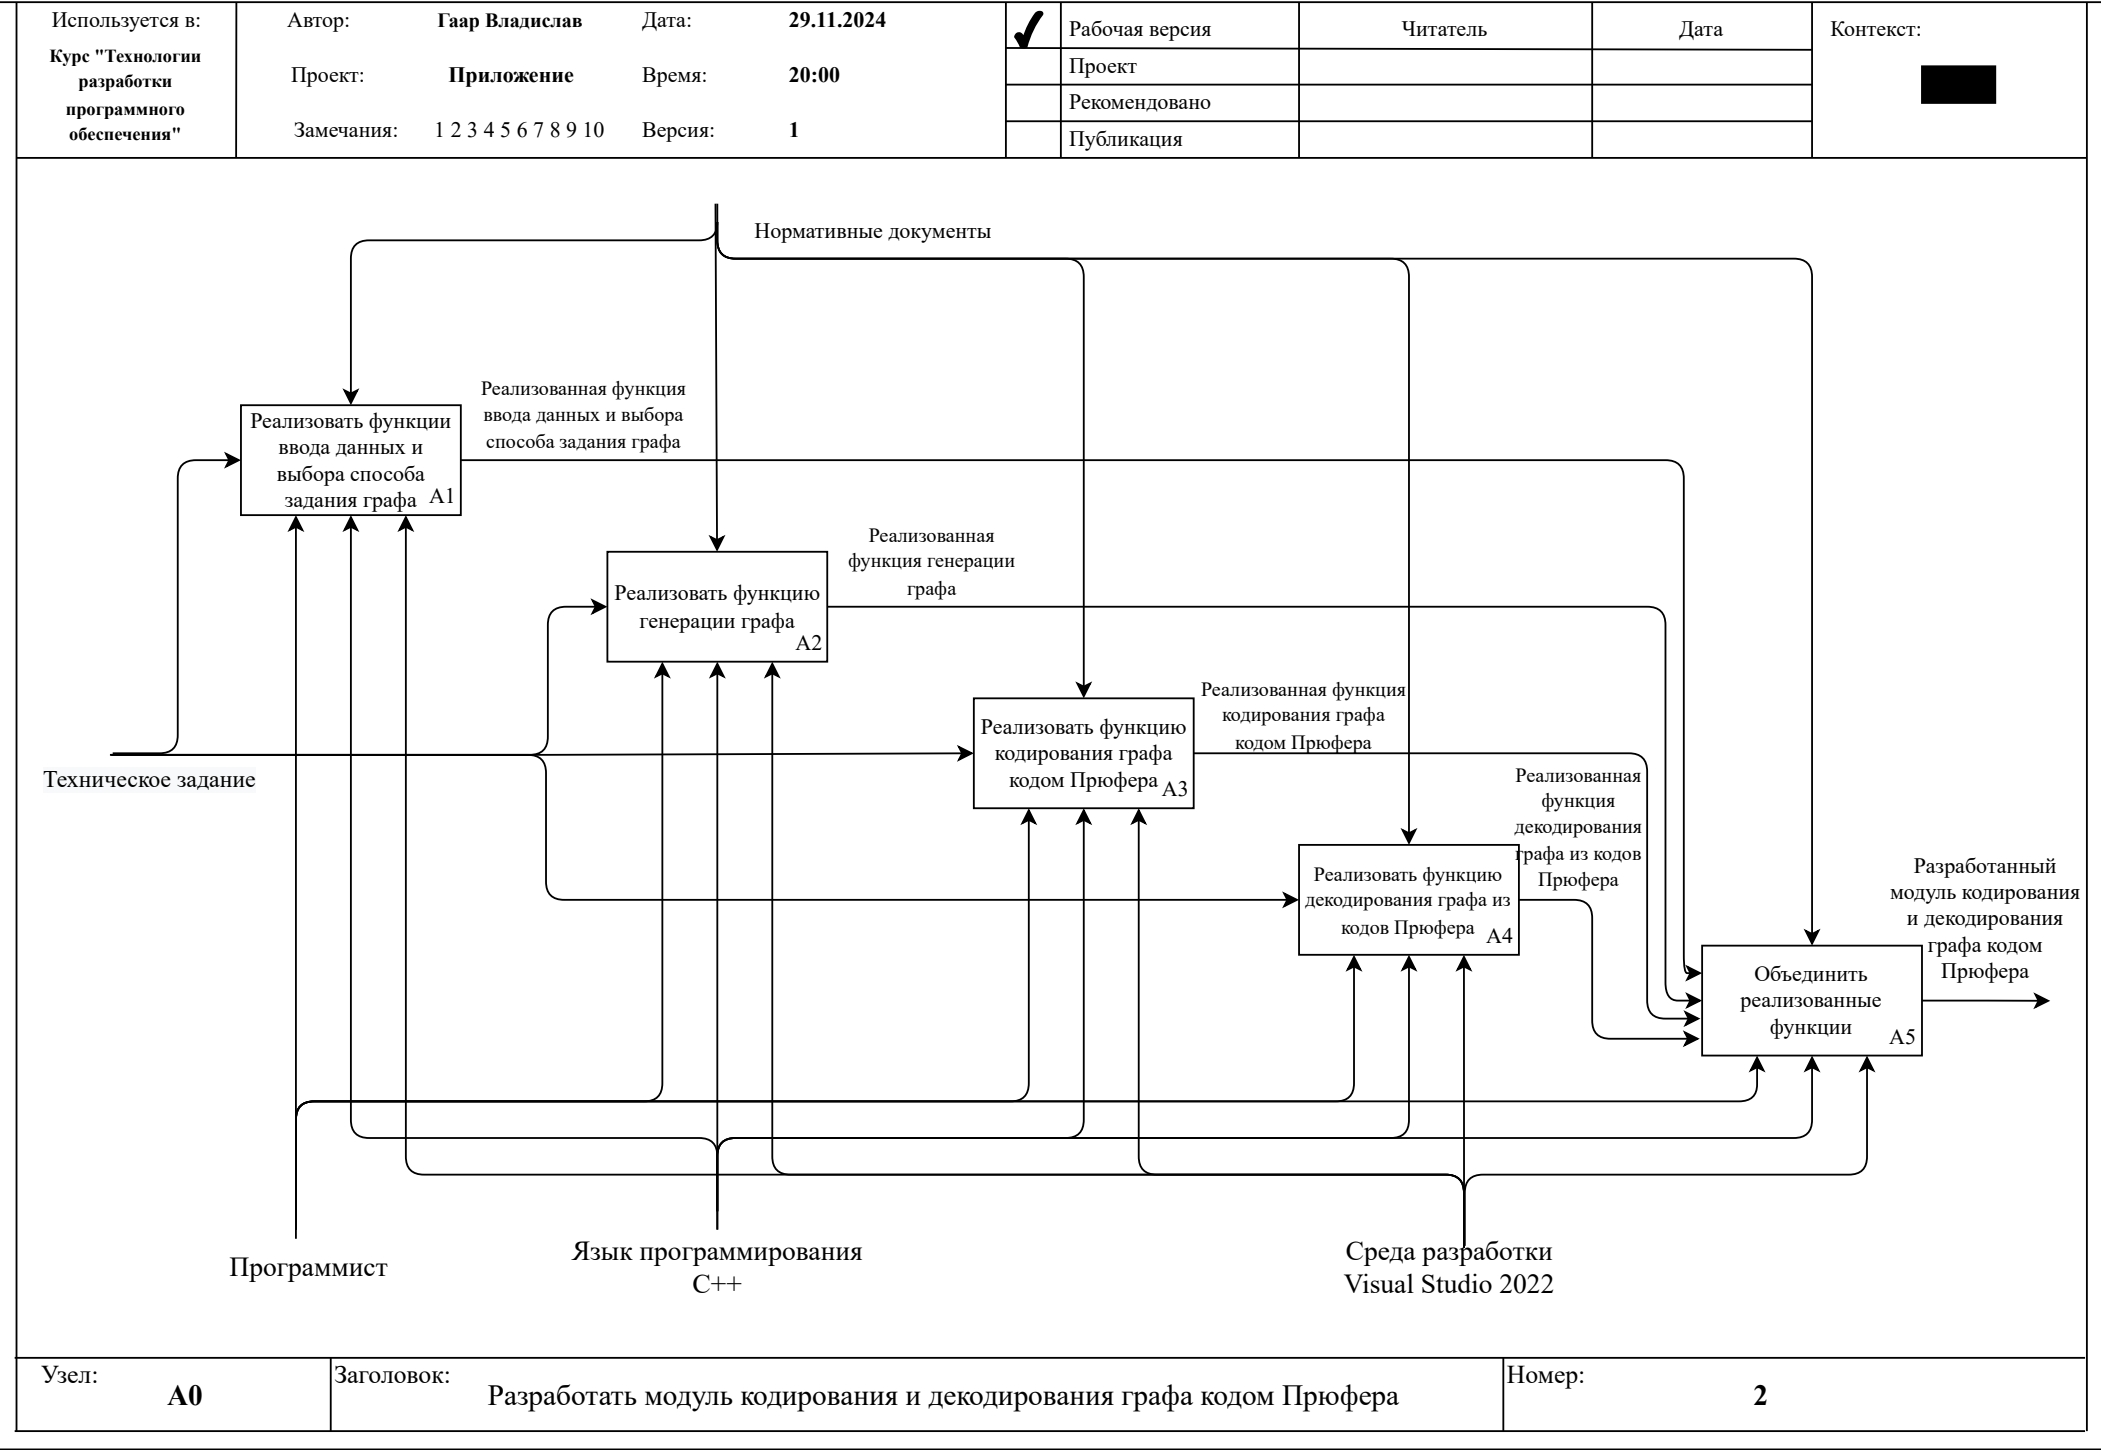 Используется в:
Курс "Технологии
разработки
программного
обеспечения"
Автор:
Гаар Владислав
Дата:
29.11.2024
Проект:
Приложение
Время:
20:00
Замечания:
1 2 3 4 5 6 7 8 9 10
Версия:
1
Рабочая версия
Читатель
Дата
Проект
Рекомендовано
Публикация
Контекст:
Нормативные документы
Реализовать функции
ввода данных и
выбора способа
задания графа
A1
Реализованная функция
ввода данных и выбора
способа задания графа
Реализовать функцию
генерации графа
A2
Реализованная
функция генерации
графа
Реализовать функцию
кодирования графа
кодом Прюфера
A3
Реализованная функция
кодирования графа
кодом Прюфера
Техническое задание
Реализовать функцию
декодирования графа из
кодов Прюфера
A4
Реализованная
функция
декодирования
графа из кодов
Прюфера
Объединить
реализованные
функции
A5
Разработанный
модуль кодирования
и декодирования
графа кодом
Прюфера
Программист
Язык программирования
C++
Среда разработки
Visual Studio 2022
Узел:
A0
Заголовок:
Разработать модуль кодирования и декодирования графа кодом Прюфера
Номер:
2